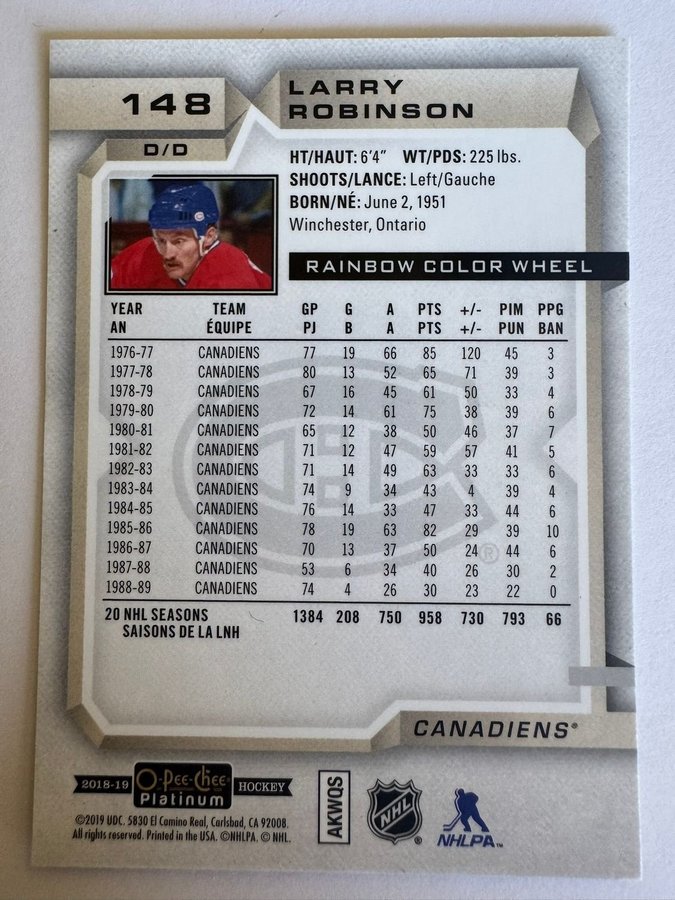 148
LARRY
ROBINSON
D/D
HT/HAUT: 6'4" WT/PDS: 225 lbs.
SHOOTS/LANCE: Left/Gauche
BORN/NÉ: June 2, 1951
Winchester, Ontario
RAINBOW COLOR WHEEL
YEAR TEAM GP G A PTS +/- PIM PPG
AN ÉQUIPE PJ B A PTS +/- PUN BAN
1976-77 CANADIENS 77 19 66 85 120 45 3
1977-78 CANADIENS 80 13 52 65 71 39 3
1978-79 CANADIENS 67 16 45 61 50 33 4
1979-80 CANADIENS 72 14 61 75 38 39 6
1980-81 CANADIENS 65 12 38 50 46 37 7
1981-82 CANADIENS 71 12 47 59 57 41 5
1982-83 CANADIENS 71 14 49 63 33 33 6
1983-84 CANADIENS 74 9 34 43 4 39 4
1984-85 CANADIENS 76 14 33 47 33 44 6
1985-86 CANADIENS 78 19 63 82 29 39 10
1986-87 CANADIENS 70 13 37 50 24 44 6
1987-88 CANADIENS 53 6 34 40 26 30 2
1988-89 CANADIENS 74 4 26 30 23 22 0
20 NHL SEASONS 1384 208 750 958 730 793 66
SAISONS DE LA LNH
CANADIENS®
2018-19 O-Pee-Chee HOCKEY
Platinum
©2019 UDC. 5830 El Camino Real, Carlsbad, CA 92008.
All rights reserved. Printed in the USA. ©NHLPA. © NHL.
AKWQS
NHL ®
NHLPA™